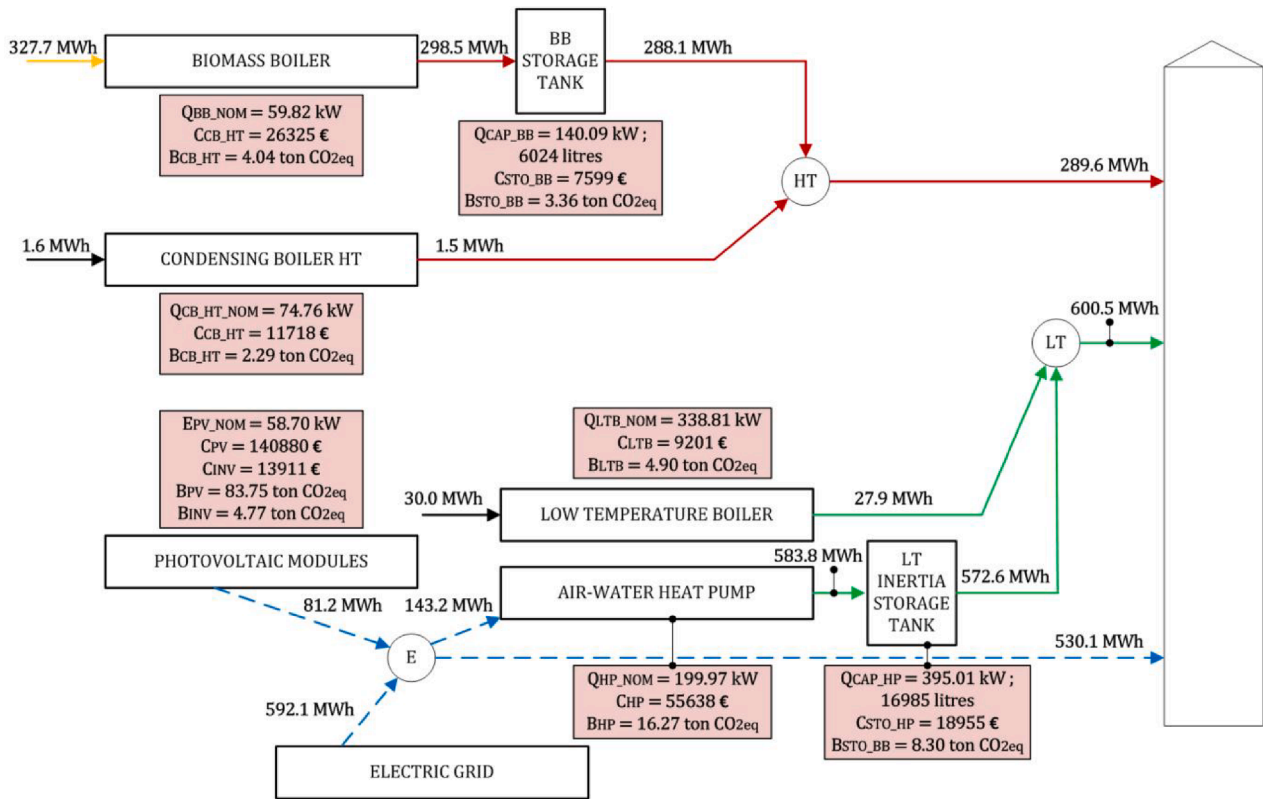 327.7 MWh
BIOMASS BOILER
298.5 MWh
BB
STORAGE
TANK
288.1 MWh
QBB_NOM = 59.82 kW
CCB_HT = 26325 €
BCB_HT = 4.04 ton CO2eq
QCAP_BB = 140.09 kW ;
6024 litres
CSTO_BB = 7599 €
BSTO_BB = 3.36 ton CO2eq
HT
289.6 MWh
1.6 MWh
CONDENSING BOILER HT
1.5 MWh
QCB_HT_NOM = 74.76 kW
CCB_HT = 11718 €
BCB_HT = 2.29 ton CO2eq
600.5 MWh
LT
EPV_NOM = 58.70 kW
CPV = 140880 €
CINV = 13911 €
BPV = 83.75 ton CO2eq
BINV = 4.77 ton CO2eq
QLTB_NOM = 338.81 kW
CLTB = 9201 €
BLTB = 4.90 ton CO2eq
30.0 MWh
LOW TEMPERATURE BOILER
27.9 MWh
PHOTOVOLTAIC MODULES
583.8 MWh
LT
INERTIA
STORAGE
TANK
572.6 MWh
AIR-WATER HEAT PUMP
81.2 MWh
143.2 MWh
E
530.1 MWh
QHP_NOM = 199.97 kW
CHP = 55638 €
BHP = 16.27 ton CO2eq
QCAP_HP = 395.01 kW ;
16985 litres
CSTO_HP = 18955 €
BSTO_BB = 8.30 ton CO2eq
592.1 MWh
ELECTRIC GRID